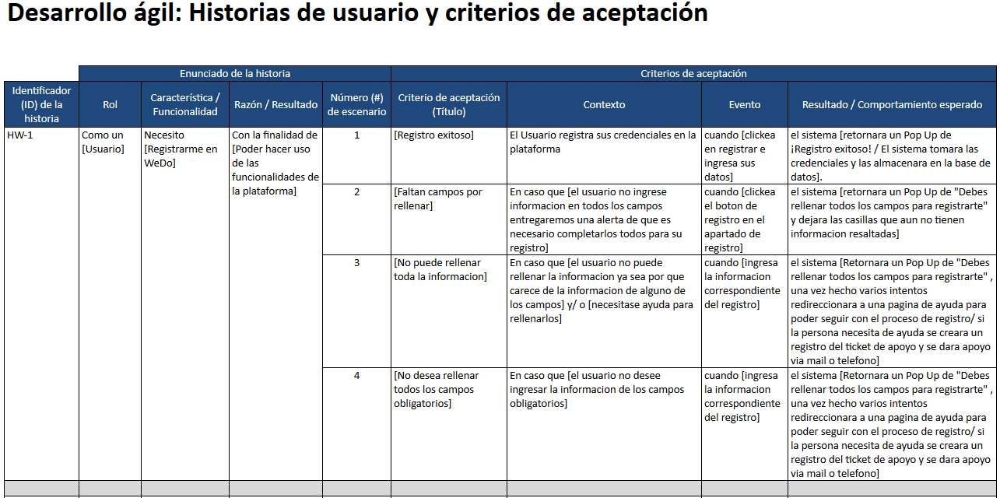 Desarrollo ágil: Historias de usuario y criterios de aceptación
Enunciado de la historia
Criterios de aceptación
Identificador
(ID) de la
historia
Rol
Característica /
Funcionalidad
Razón / Resultado
Número (#)
de escenario
Criterio de aceptación
(Título)
Contexto
Evento
Resultado / Comportamiento esperado
HW-1
Como un
[Usuario]
Necesito
[Registrarme en
WeDo]
Con la finalidad de
[Poder hacer uso
de las
funcionalidades de
la plataforma]
1
[Registro exitoso]
El Usuario registra sus credenciales en la
plataforma
cuando [clickea
en registrar e
ingresa sus
datos]
el sistema [retornara un Pop Up de
¡Registro exitoso! / El sistema tomara las
credenciales y las almacenara en la base de
datos].
2
[Faltan campos por
rellenar]
En caso que [el usuario no ingrese
informacion en todos los campos
entregaremos una alerta de que es
necesario completarlos todos para su
registro]
cuando [clickea
el boton de
registro en el
apartado de
registro]
el sistema [retornara un Pop Up de "Debes
rellenar todos los campos para registrarte"
y dejara las casillas que aun no tienen
informacion resaltadas]
3
[No puede rellenar
toda la informacion]
En caso que [el usuario no puede
rellenar la informacion ya sea por que
carece de la informacion de alguno de
los campos] y/ o [necesitase ayuda para
rellenarlos]
cuando [ingresa
la informacion
correspondiente
del registro]
el sistema [Retornara un Pop Up de "Debes
rellenar todos los campos para registrarte" ,
una vez hecho varios intentos
redireccionara a una pagina de ayuda para
poder seguir con el proceso de registro/ si
la persona necesita de ayuda se creara un
registro del ticket de apoyo y se dara apoyo
via mail o telefono]
4
[No desea rellenar
todos los campos
obligatorios]
En caso que [el usuario no desee
ingresar la informacion de los campos
obligatorios]
cuando [ingresa
la informacion
correspondiente
del registro]
el sistema [Retornara un Pop Up de "Debes
rellenar todos los campos para registrarte" ,
una vez hecho varios intentos
redireccionara a una pagina de ayuda para
poder seguir con el proceso de registro/ si
la persona necesita de ayuda se creara un
registro del ticket de apoyo y se dara apoyo
via mail o telefono]